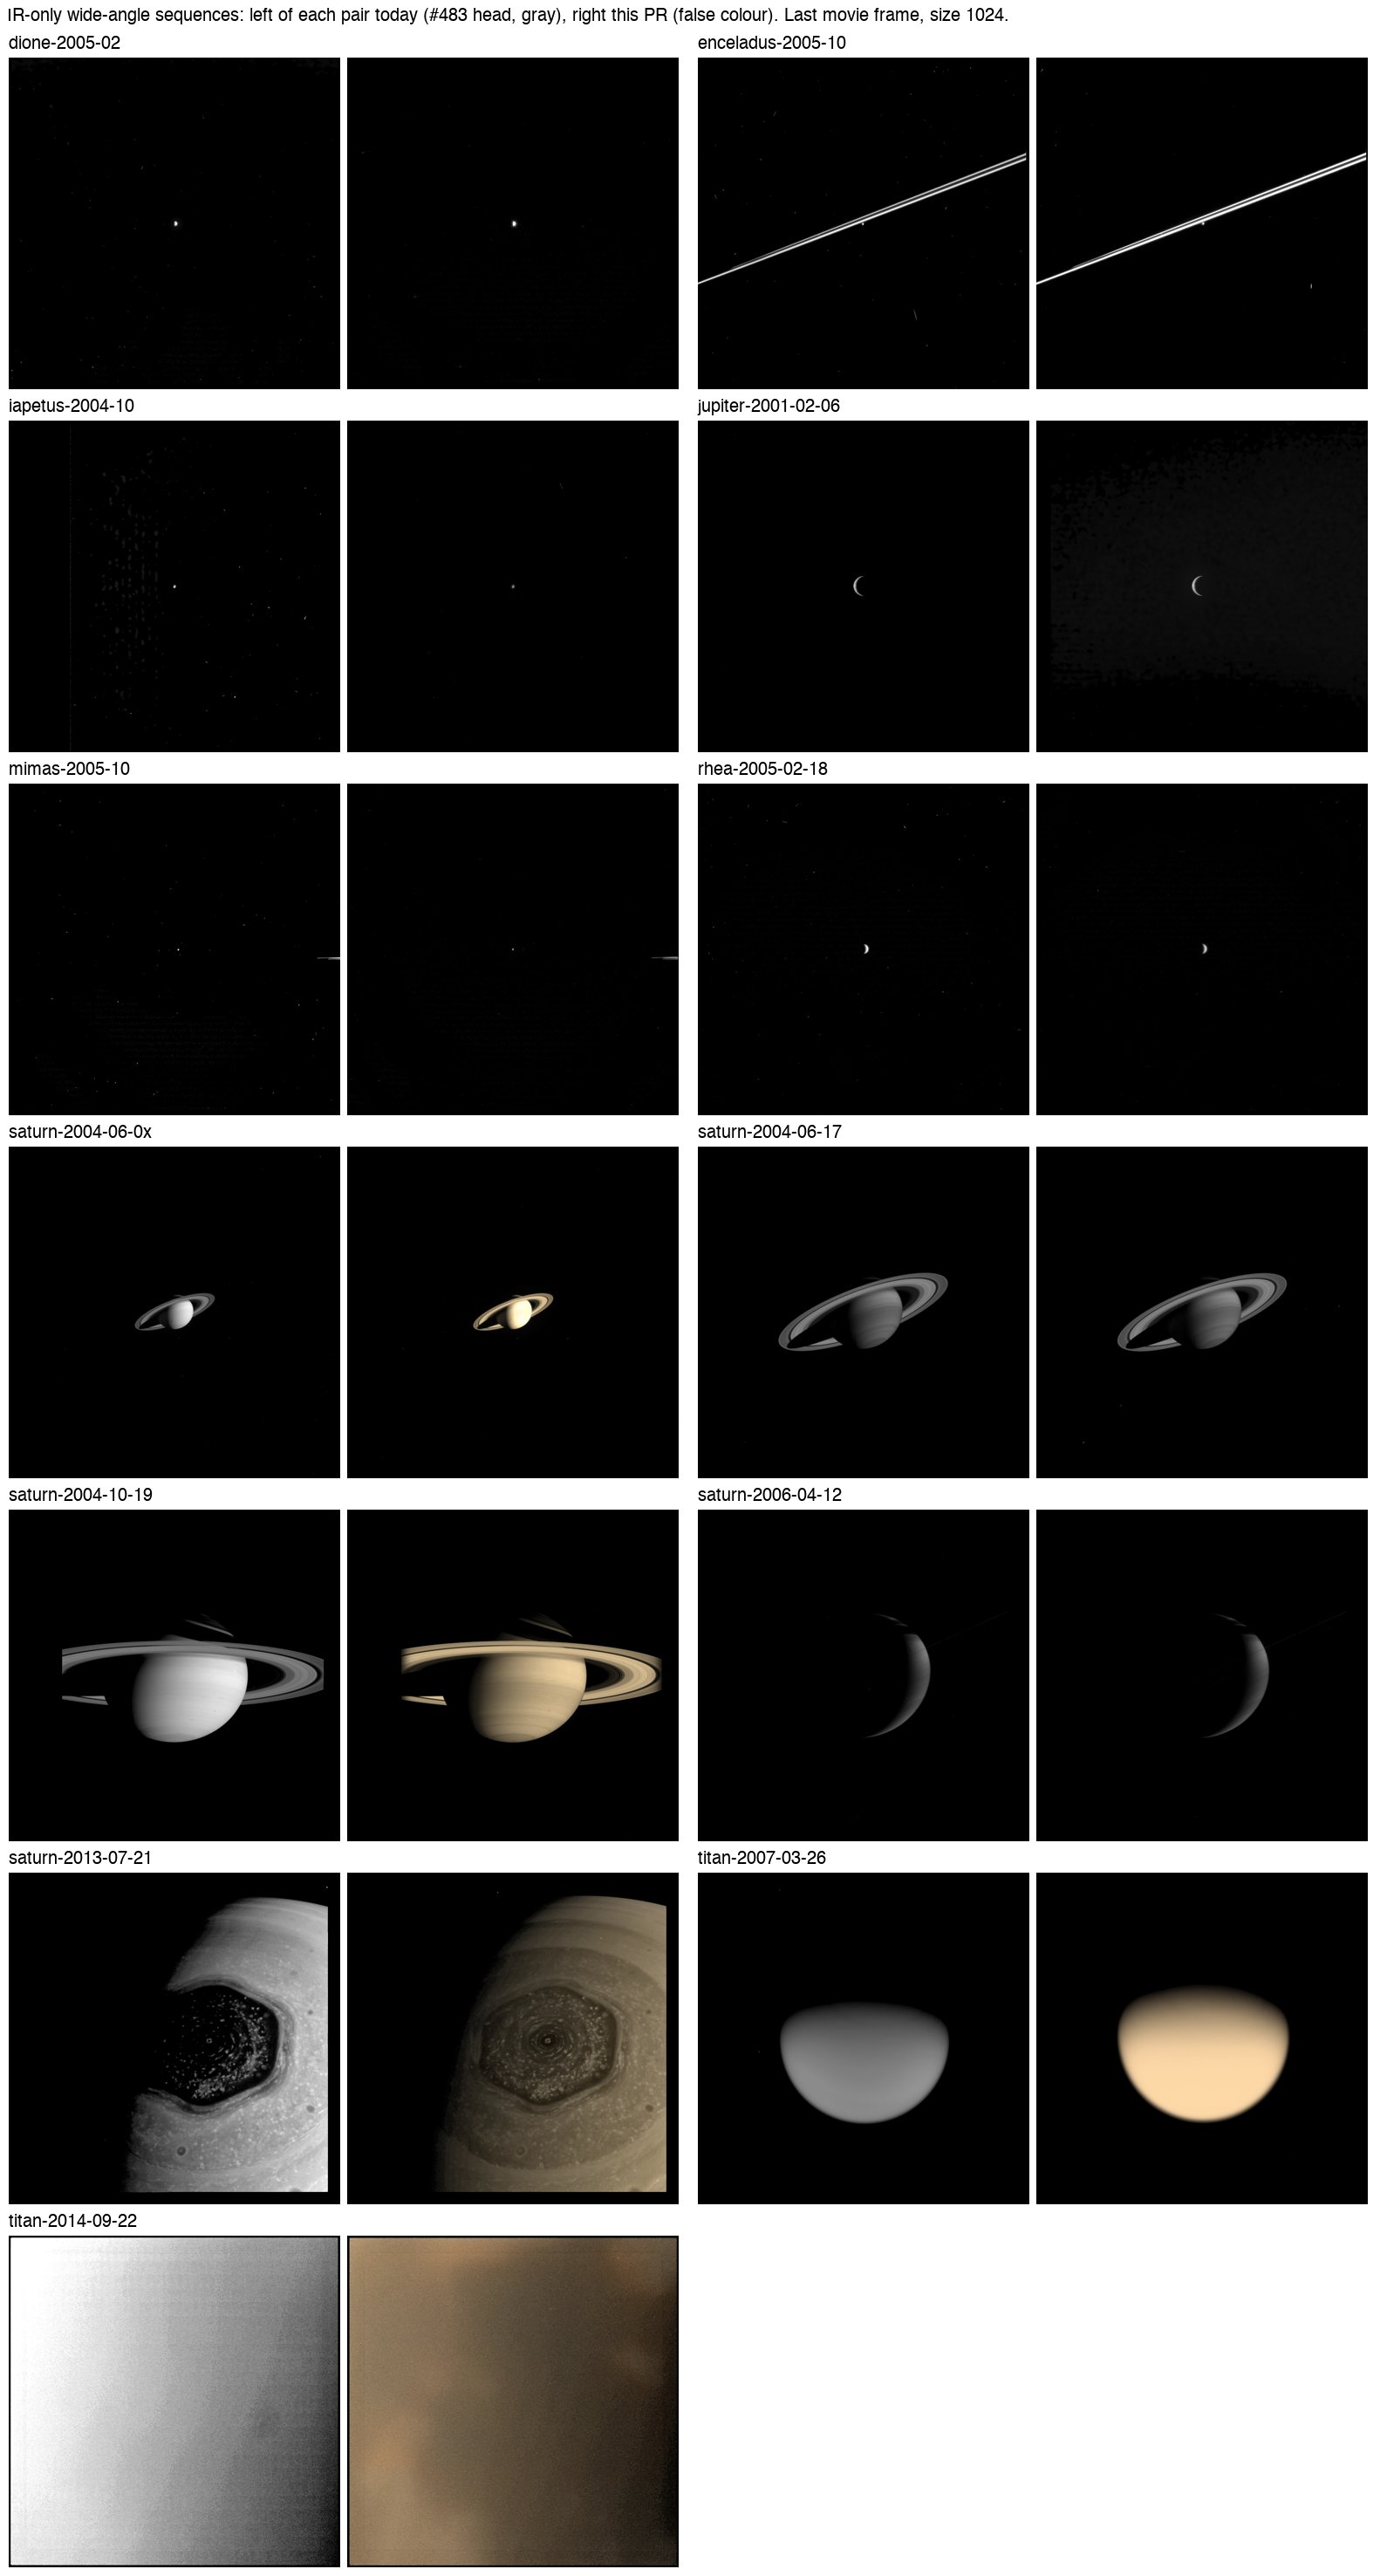 IR-only wide-angle sequences: left of each pair today (#483 head, gray), right this PR (false colour). Last movie frame, size 1024.
dione-2005-02
enceladus-2005-10
iapetus-2004-10
jupiter-2001-02-06
mimas-2005-10
rhea-2005-02-18
saturn-2004-06-0x
saturn-2004-06-17
saturn-2004-10-19
saturn-2006-04-12
saturn-2013-07-21
titan-2007-03-26
titan-2014-09-22